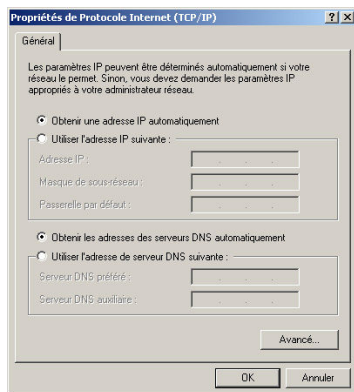 Propriétés de Protocole Internet (TCP/IP)
Général
Les paramètres IP peuvent être déterminés automatiquement si votre
réseau le permet. Sinon, vous devez demander les paramètres IP
appropriés à votre administrateur réseau.
Obtenir une adresse IP automatiquement
Utiliser l'adresse IP suivante :
Adresse IP :
Masque de sous-réseau :
Passerelle par défaut :
Obtenir les adresses des serveurs DNS automatiquement
Utiliser l'adresse de serveur DNS suivante :
Serveur DNS préféré :
Serveur DNS auxiliaire :
Avancé...
OK Annuler